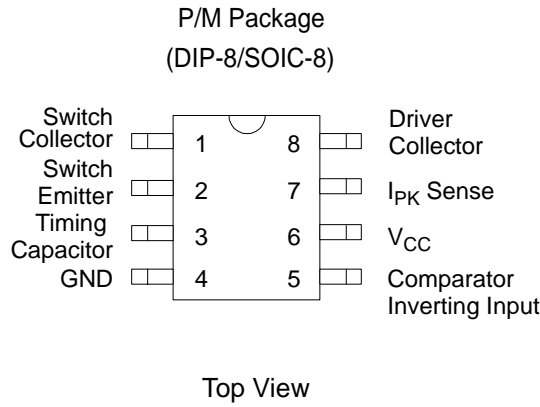 P/M Package
(DIP-8/SOIC-8)
Switch
Collector
1
8
Driver
Collector
Switch
Emitter
2
7
IPK Sense
Timing
Capacitor
3
6
VCC
GND
4
5
Comparator
Inverting Input
Top View